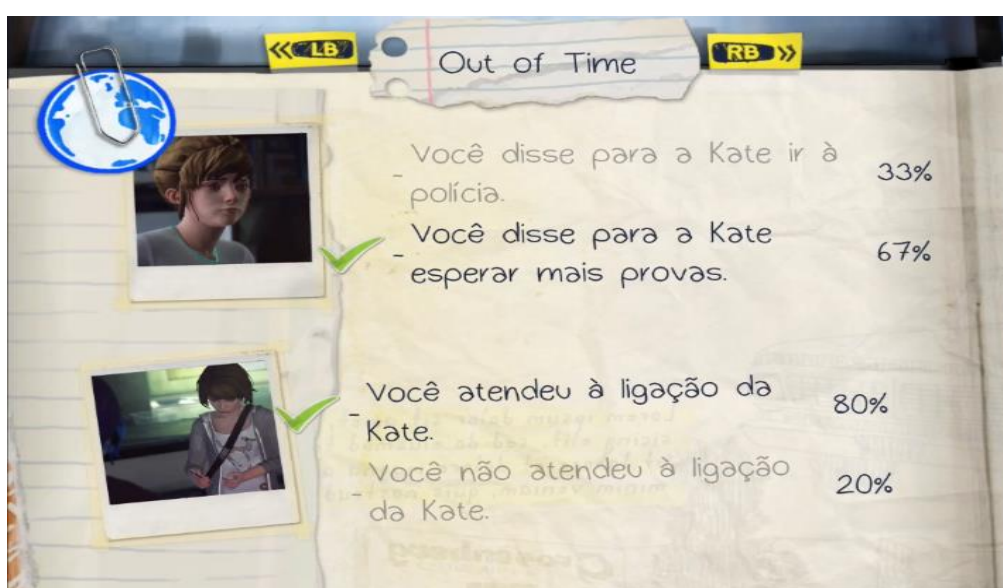 LB
Out of Time
RB
- Você disse para a Kate ir à
polícia.
33%
- Você disse para a Kate
esperar mais provas.
67%
- Você atendeu à ligação da
Kate.
80%
- Você não atendeu à ligação
da Kate.
20%